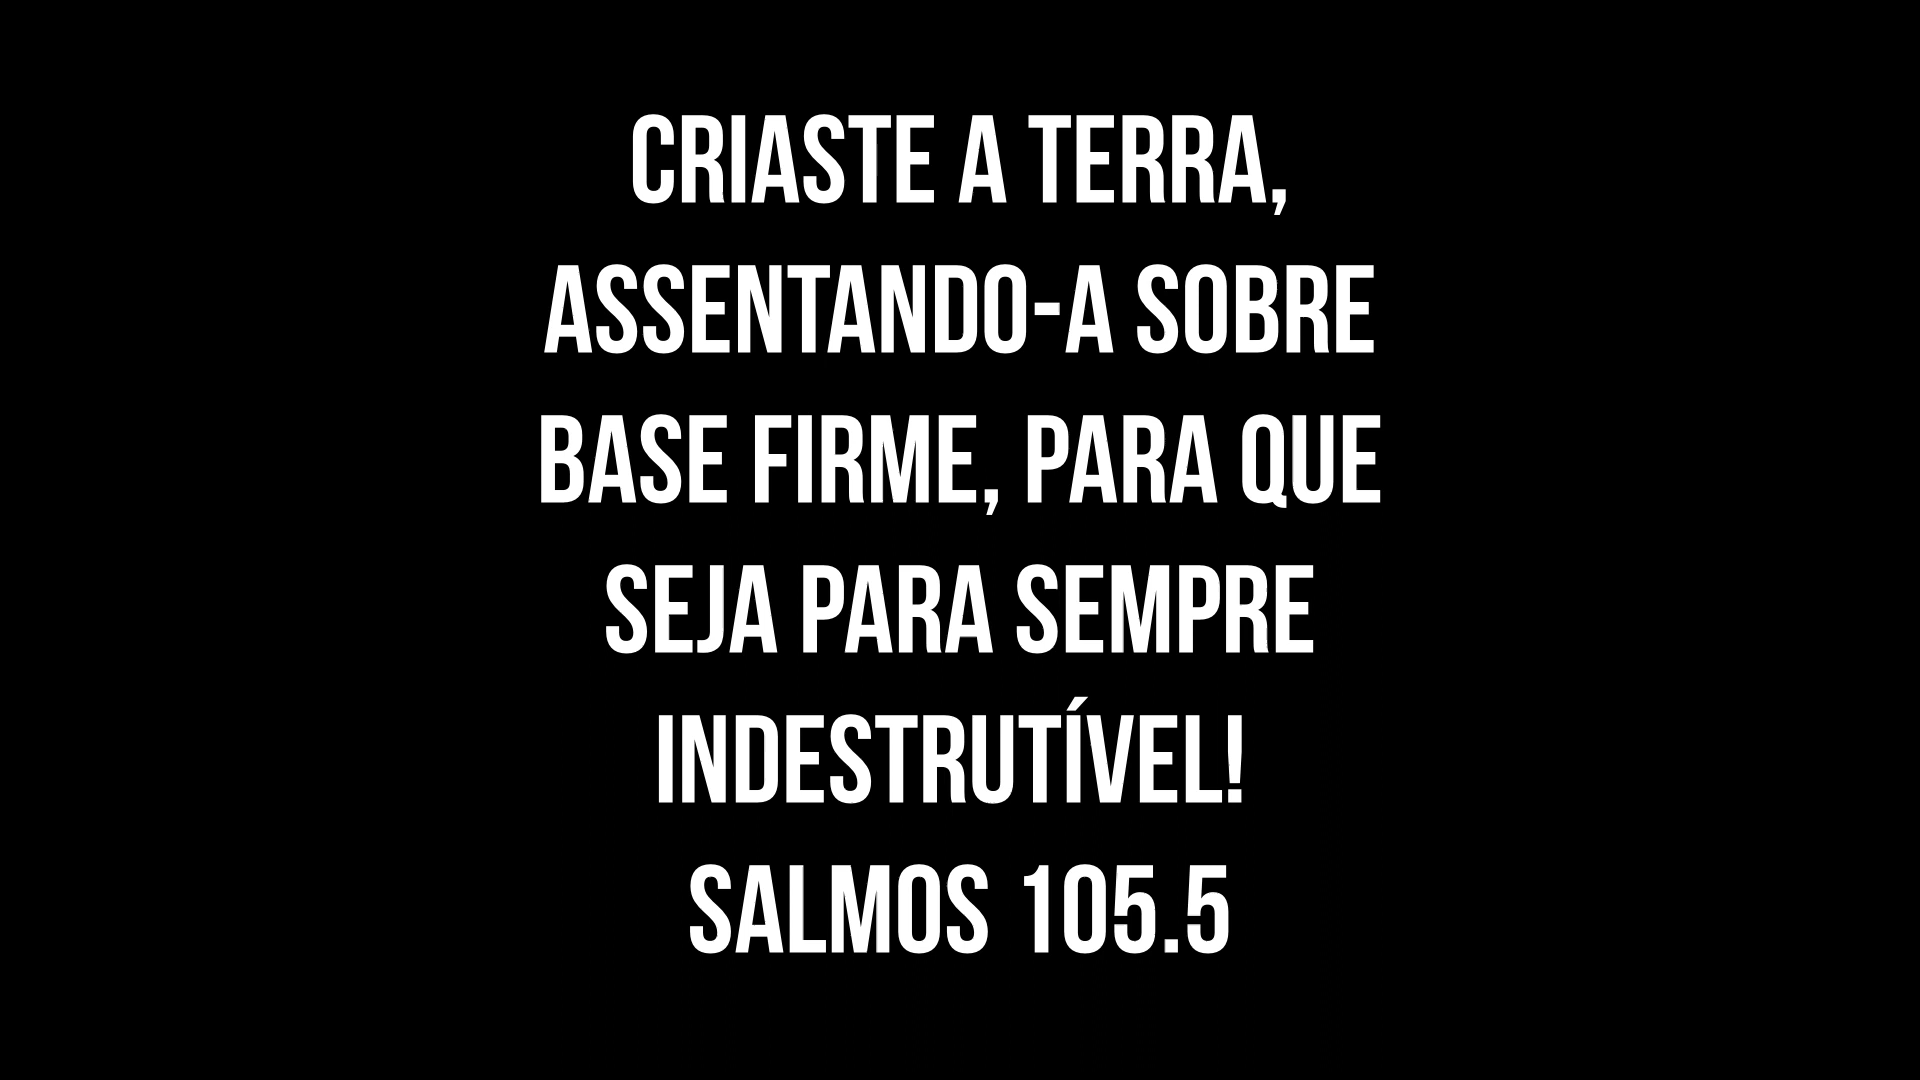 CRIASTE A TERRA,
ASSENTANDO-A SOBRE
BASE FIRME, PARA QUE
SEJA PARA SEMPRE
INDESTRUTÍVEL!
SALMOS 105.5